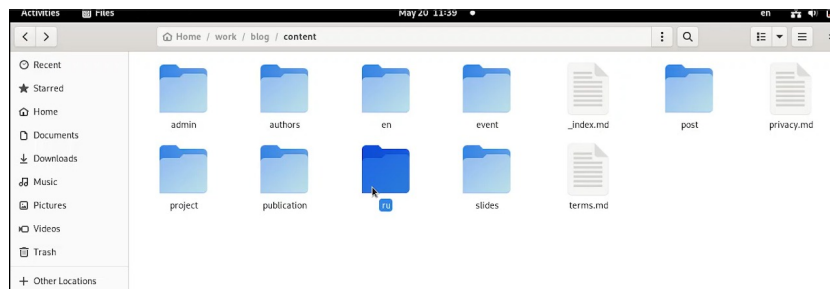 Activities Files May 20 11:39 en
Home / work / blog / content
Recent
Starred
Home
Documents
Downloads
Music
Pictures
Videos
Trash
+ Other Locations
admin authors en event _index.md post privacy.md
project publication ru slides terms.md